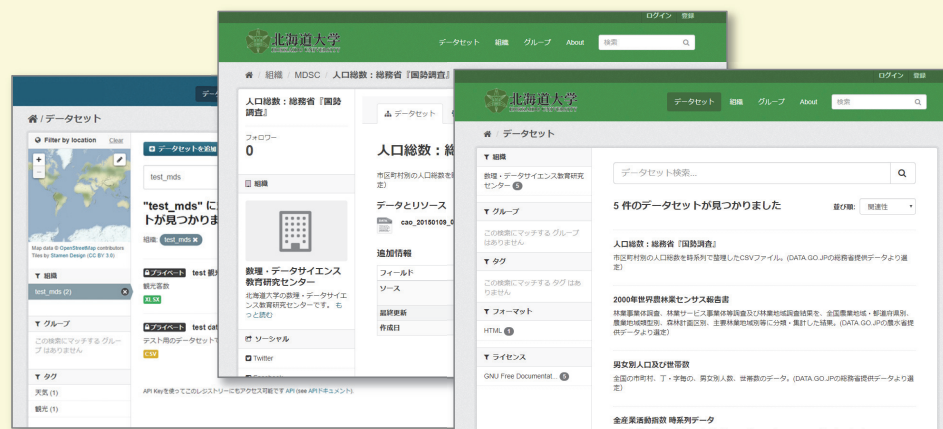 データ
/ データセット
Filter by location Clear
+
-
Map data © OpenStreetMap contributors
Tiles by Stamen Design (CC BY 3.0)
組織
test_mds (2)
グループ
この検索にマッチする グルー
プ はありません
タグ
天気 (1)
観光 (1)
データセットを追加
test_mds
"test_mds" に
トが見つかりま
組織: test_mds ×
プライベート test 観
観光客数
XLSX
プライベート test cat
テスト用のデータセットで
CSV
API Keyを使ってこのレジストリーにもアクセス可能です API (see APIドキュメント).
ログイン 登録
北海道大学
HOKKAIDO UNIVERSITY
データセット 組織 グループ About 検索
/ 組織 / MDSC / 人口総数：総務省『国勢調査』
人口総数：総務省『国勢
調査』
フォロワー
0
組織
数理・データサイエンス
教育研究センター
北海道大学の数理・データサイエ
ンス教育研究センターです。 も
っと読む
ソーシャル
Twitter
データセット
人口総数：総
市区町村別の人口総数を時
定）
データとリソース
cao_20150109_0
追加情報
フィールド
ソース
最終更新
作成日
ログイン 登録
北海道大学
HOKKAIDO UNIVERSITY
データセット 組織 グループ About 検索
/ データセット
組織
数理・データサイエンス教育研究
センター 5
グループ
この検索にマッチする グループ
はありません
タグ
この検索にマッチする タグ はあ
りません
フォーマット
HTML 1
ライセンス
GNU Free Documentat... 5
データセット検索...
5 件のデータセットが見つかりました 並び順: 関連性
人口総数：総務省『国勢調査』
市区町村別の人口総数を時系列で整理したCSVファイル。(DATA.GO.JPの総務省提供データより選
定）
2000年世界農林業センサス報告書
林業事業体調査、林業サービス事業体等調査及び林業地域調査結果を、全国農業地域・都道府県別、
農業地域類型別、森林計画区別、主要林業地域別等に分類・集計した結果。(DATA.GO.JPの農水省提
供データより選定）
男女別人口及び世帯数
全国の市町村、丁・字毎の、男女別人数、世帯数のデータ。(DATA.GO.JPの総務省提供データより選
定）
全産業活動指数 時系列データ